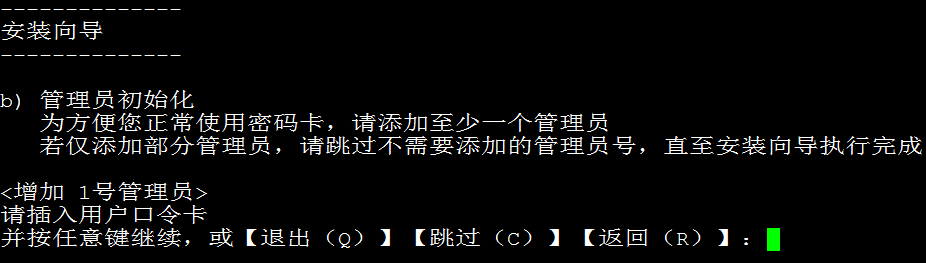 --------------
安装向导
--------------
b) 管理员初始化
为方便您正常使用密码卡，请添加至少一个管理员
若仅添加部分管理员，请跳过不需要添加的管理员号，直至安装向导执行完成
<增加 1号管理员>
请插入用户口令卡
并按任意键继续，或【退出（Q）】【跳过（C）】【返回（R）】：